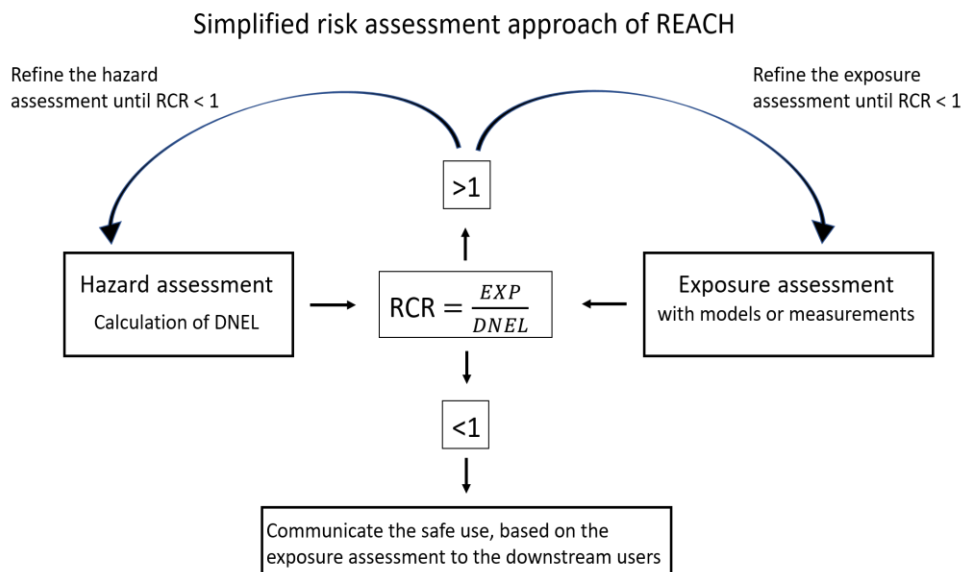 Simplified risk assessment approach of REACH
Refine the hazard
assessment until RCR < 1
Refine the exposure
assessment until RCR < 1
>1
Hazard assessment
Calculation of DNEL
RCR = EXP / DNEL
Exposure assessment
with models or measurements
<1
Communicate the safe use, based on the
exposure assessment to the downstream users